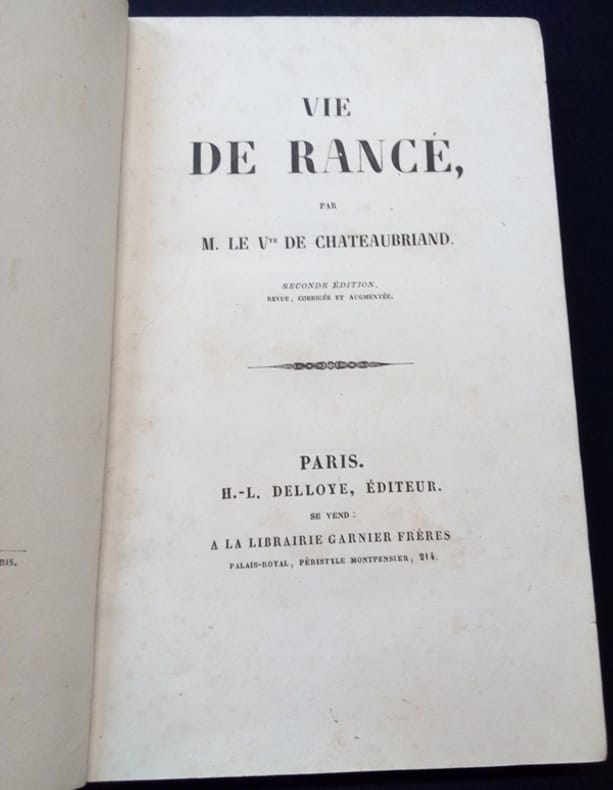 VIE
DE RANCÉ,
PAR
M. LE Vᵗᵉ DE CHATEAUBRIAND.
SECONDE ÉDITION,
REVUE, CORRIGÉE ET AUGMENTÉE.
PARIS.
H.-L. DELLOYE, ÉDITEUR.
SE VEND :
A LA LIBRAIRIE GARNIER FRÈRES
PALAIS-ROYAL, PÉRISTYLE MONTPENSIER, 214.